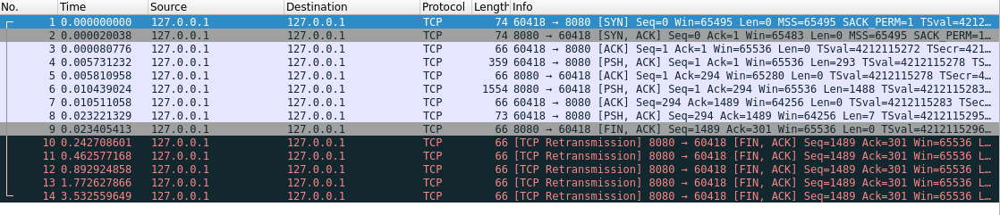 No. Time Source Destination Protocol Length Info
1 0.000000000 127.0.0.1 127.0.0.1 TCP 74 60418 → 8080 [SYN] Seq=0 Win=65495 Len=0 MSS=65495 SACK_PERM=1 TSval=4212…
2 0.000020038 127.0.0.1 127.0.0.1 TCP 74 8080 → 60418 [SYN, ACK] Seq=0 Ack=1 Win=65483 Len=0 MSS=65495 SACK_PERM=1…
3 0.000080776 127.0.0.1 127.0.0.1 TCP 66 60418 → 8080 [ACK] Seq=1 Ack=1 Win=65536 Len=0 TSval=4212115272 TSecr=421…
4 0.005731232 127.0.0.1 127.0.0.1 TCP 359 60418 → 8080 [PSH, ACK] Seq=1 Ack=1 Win=65536 Len=293 TSval=4212115278 TS…
5 0.005810958 127.0.0.1 127.0.0.1 TCP 66 8080 → 60418 [ACK] Seq=1 Ack=294 Win=65280 Len=0 TSval=4212115278 TSecr=4…
6 0.010439024 127.0.0.1 127.0.0.1 TCP 1554 8080 → 60418 [PSH, ACK] Seq=1 Ack=294 Win=65536 Len=1488 TSval=4212115283…
7 0.010511058 127.0.0.1 127.0.0.1 TCP 66 60418 → 8080 [ACK] Seq=294 Ack=1489 Win=64256 Len=0 TSval=4212115283 TSec…
8 0.023221329 127.0.0.1 127.0.0.1 TCP 73 60418 → 8080 [PSH, ACK] Seq=294 Ack=1489 Win=64256 Len=7 TSval=4212115295…
9 0.023405413 127.0.0.1 127.0.0.1 TCP 66 8080 → 60418 [FIN, ACK] Seq=1489 Ack=301 Win=65536 Len=0 TSval=4212115296…
10 0.242708601 127.0.0.1 127.0.0.1 TCP 66 [TCP Retransmission] 8080 → 60418 [FIN, ACK] Seq=1489 Ack=301 Win=65536 L…
11 0.462577168 127.0.0.1 127.0.0.1 TCP 66 [TCP Retransmission] 8080 → 60418 [FIN, ACK] Seq=1489 Ack=301 Win=65536 L…
12 0.892924858 127.0.0.1 127.0.0.1 TCP 66 [TCP Retransmission] 8080 → 60418 [FIN, ACK] Seq=1489 Ack=301 Win=65536 L…
13 1.772627866 127.0.0.1 127.0.0.1 TCP 66 [TCP Retransmission] 8080 → 60418 [FIN, ACK] Seq=1489 Ack=301 Win=65536 L…
14 3.532559649 127.0.0.1 127.0.0.1 TCP 66 [TCP Retransmission] 8080 → 60418 [FIN, ACK] Seq=1489 Ack=301 Win=65536 L…